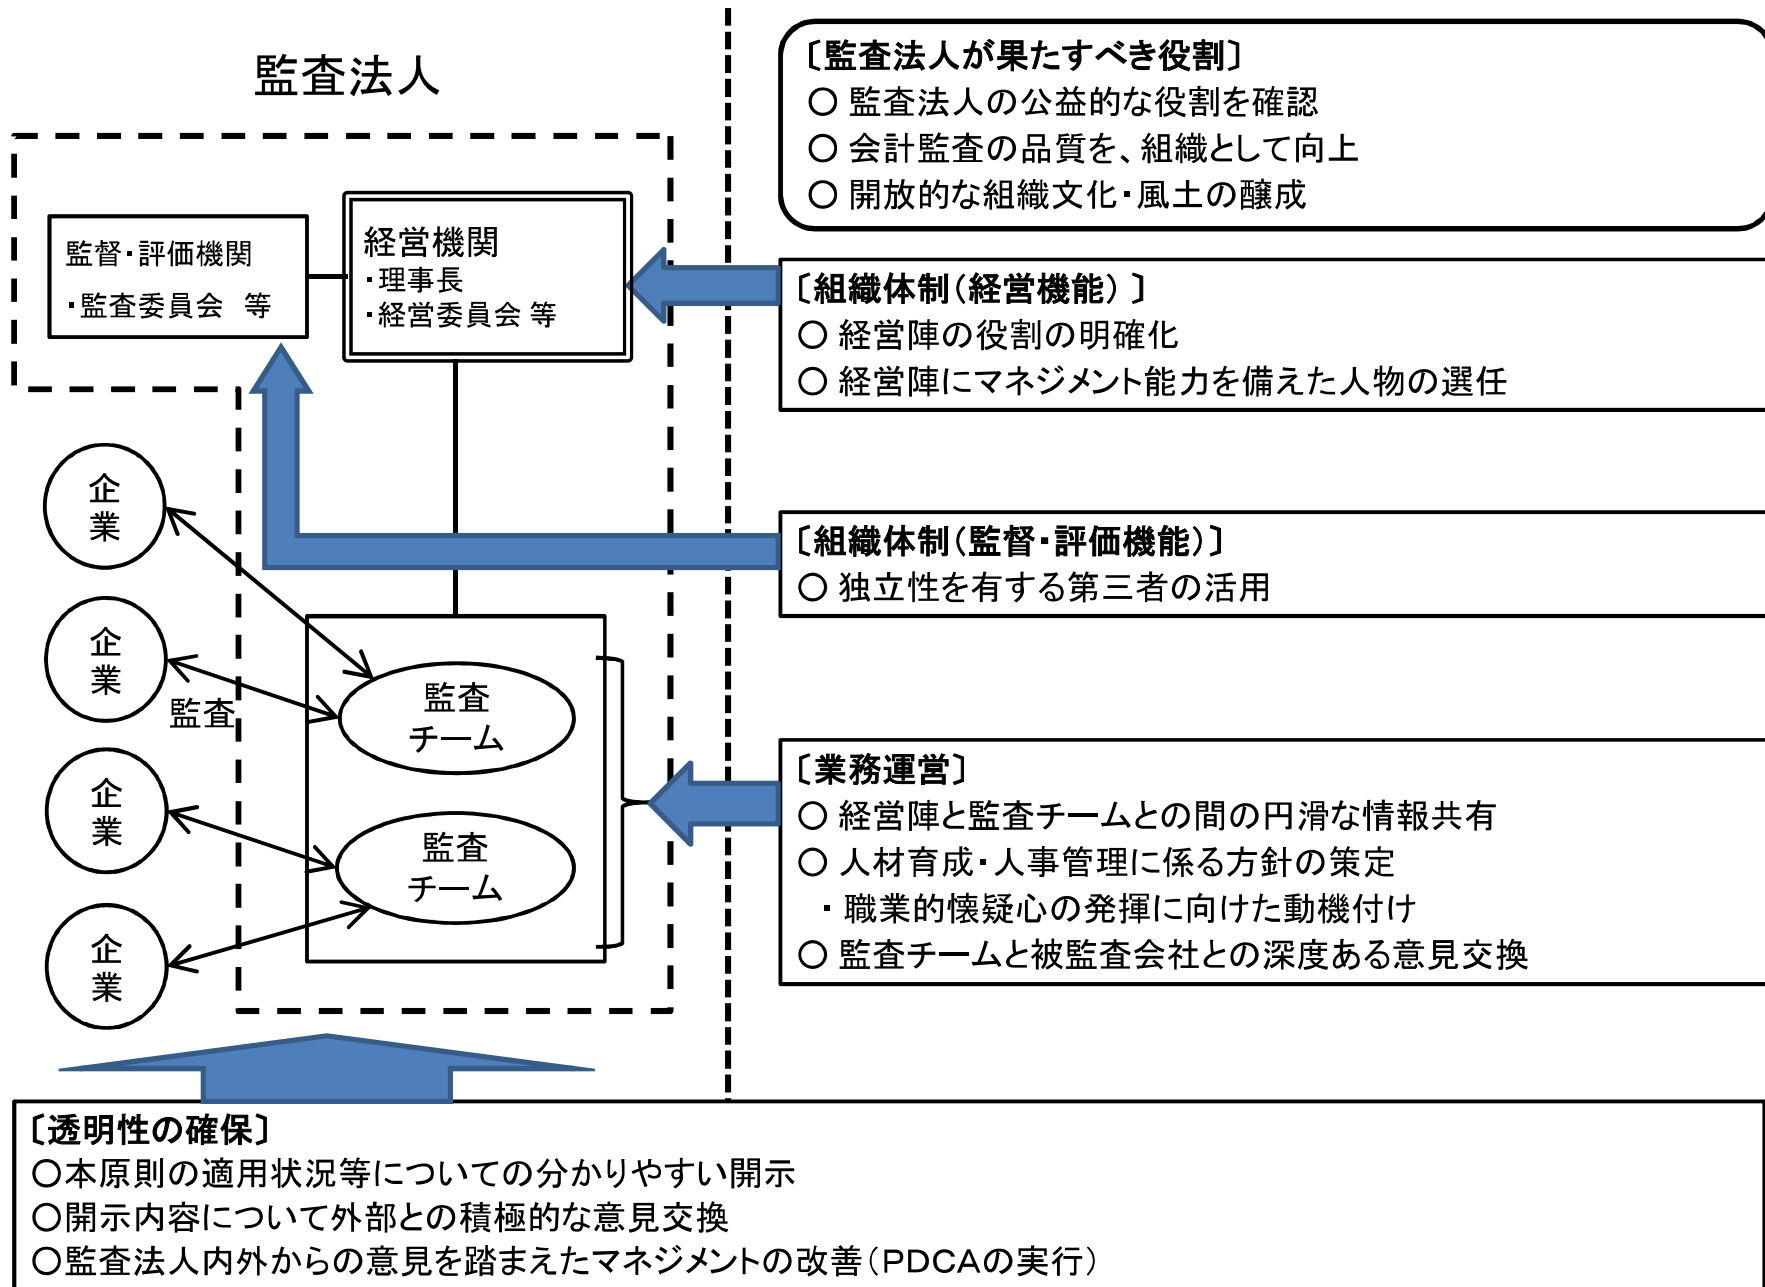 監査法人
監督・評価機関
・監査委員会　等
経営機関
・理事長
・経営委員会 等
企
業
企
業
監査
企
業
企
業
監査
チーム
監査
チーム
〔監査法人が果たすべき役割〕
○ 監査法人の公益的な役割を確認
○ 会計監査の品質を、組織として向上
○ 開放的な組織文化・風土の醸成
〔組織体制（経営機能）〕
○ 経営陣の役割の明確化
○ 経営陣にマネジメント能力を備えた人物の選任
〔組織体制（監督・評価機能）〕
○ 独立性を有する第三者の活用
〔業務運営〕
○ 経営陣と監査チームとの間の円滑な情報共有
○ 人材育成・人事管理に係る方針の策定
・ 職業的懐疑心の発揮に向けた動機付け
○ 監査チームと被監査会社との深度ある意見交換
〔透明性の確保〕
○本原則の適用状況等についての分かりやすい開示
○開示内容について外部との積極的な意見交換
○監査法人内外からの意見を踏まえたマネジメントの改善（PDCAの実行）